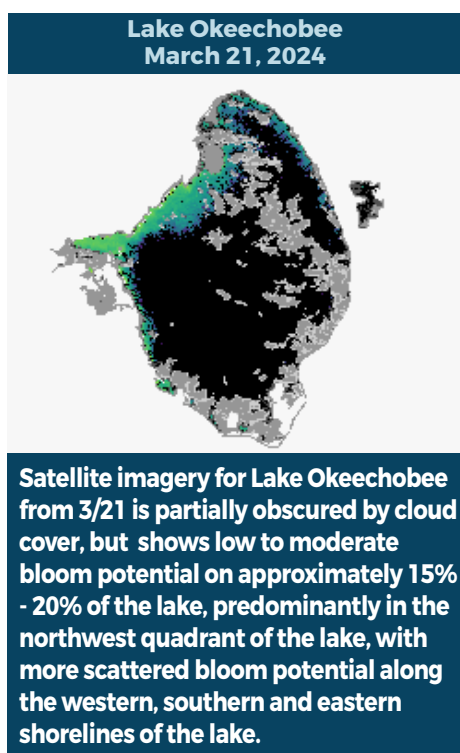 Lake Okeechobee
March 21, 2024
Satellite imagery for Lake Okeechobee
from 3/21 is partially obscured by cloud
cover, but shows low to moderate
bloom potential on approximately 15%
- 20% of the lake, predominantly in the
northwest quadrant of the lake, with
more scattered bloom potential along
the western, southern and eastern
shorelines of the lake.